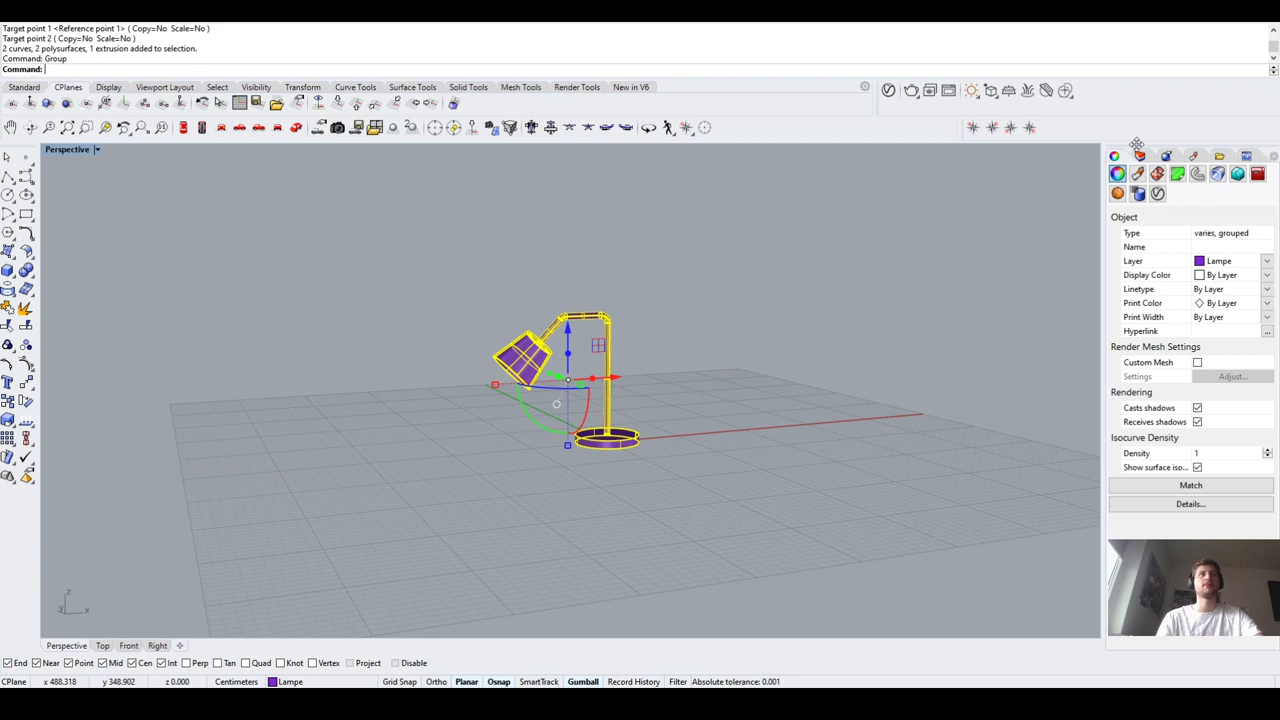 Target point 1 <Reference point 1> ( Copy=No Scale=No )
Target point 2 ( Copy=No Scale=No )
2 curves, 2 polysurfaces, 1 extrusion added to selection.
Command: Group
Command:
Standard CPlanes Display Viewport Layout Select Visibility Transform Curve Tools Surface Tools Solid Tools Mesh Tools Render Tools New in V6
Perspective
Object
Type varies, grouped
Name
Layer Lampe
Display Color By Layer
Linetype By Layer
Print Color By Layer
Print Width By Layer
Hyperlink ...
Render Mesh Settings
Custom Mesh
Settings Adjust...
Rendering
Casts shadows
Receives shadows
Isocurve Density
Density 1
Show surface iso...
Match
Details...
z
y x
Perspective Top Front Right
End Near Point Mid Cen Int Perp Tan Quad Knot Vertex Project Disable
CPlane x 488.318 y 348.902 z 0.000 Centimeters Lampe Grid Snap Ortho Planar Osnap SmartTrack Gumball Record History Filter Absolute tolerance: 0.001